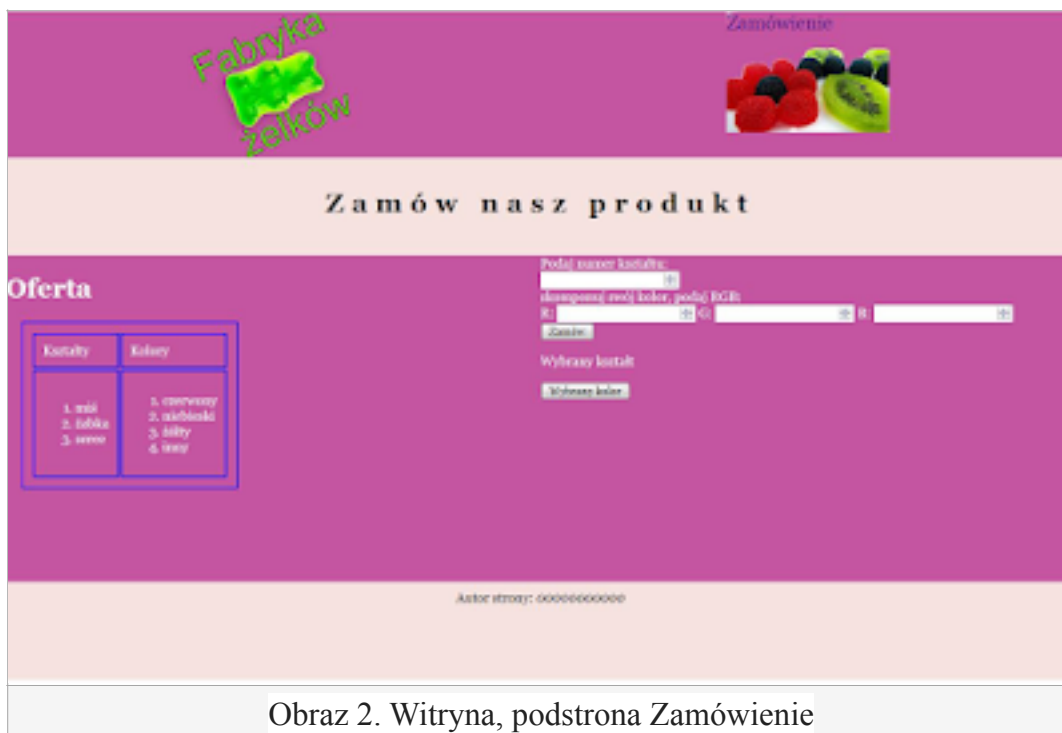 Fabryka
żelków
Zamówienie
Zamów nasz produkt
Oferta
Kształty Kolory
1. miś
2. żabka
3. serce
1. czerwony
2. niebieski
3. żółty
4. inny
Podaj numer kształtu:
skomponuj swój kolor, podaj RGB:
R: G: B:
Zamów
Wybrany kształt
Wybrany kolor
Autor strony: 00000000000
Obraz 2. Witryna, podstrona Zamówienie